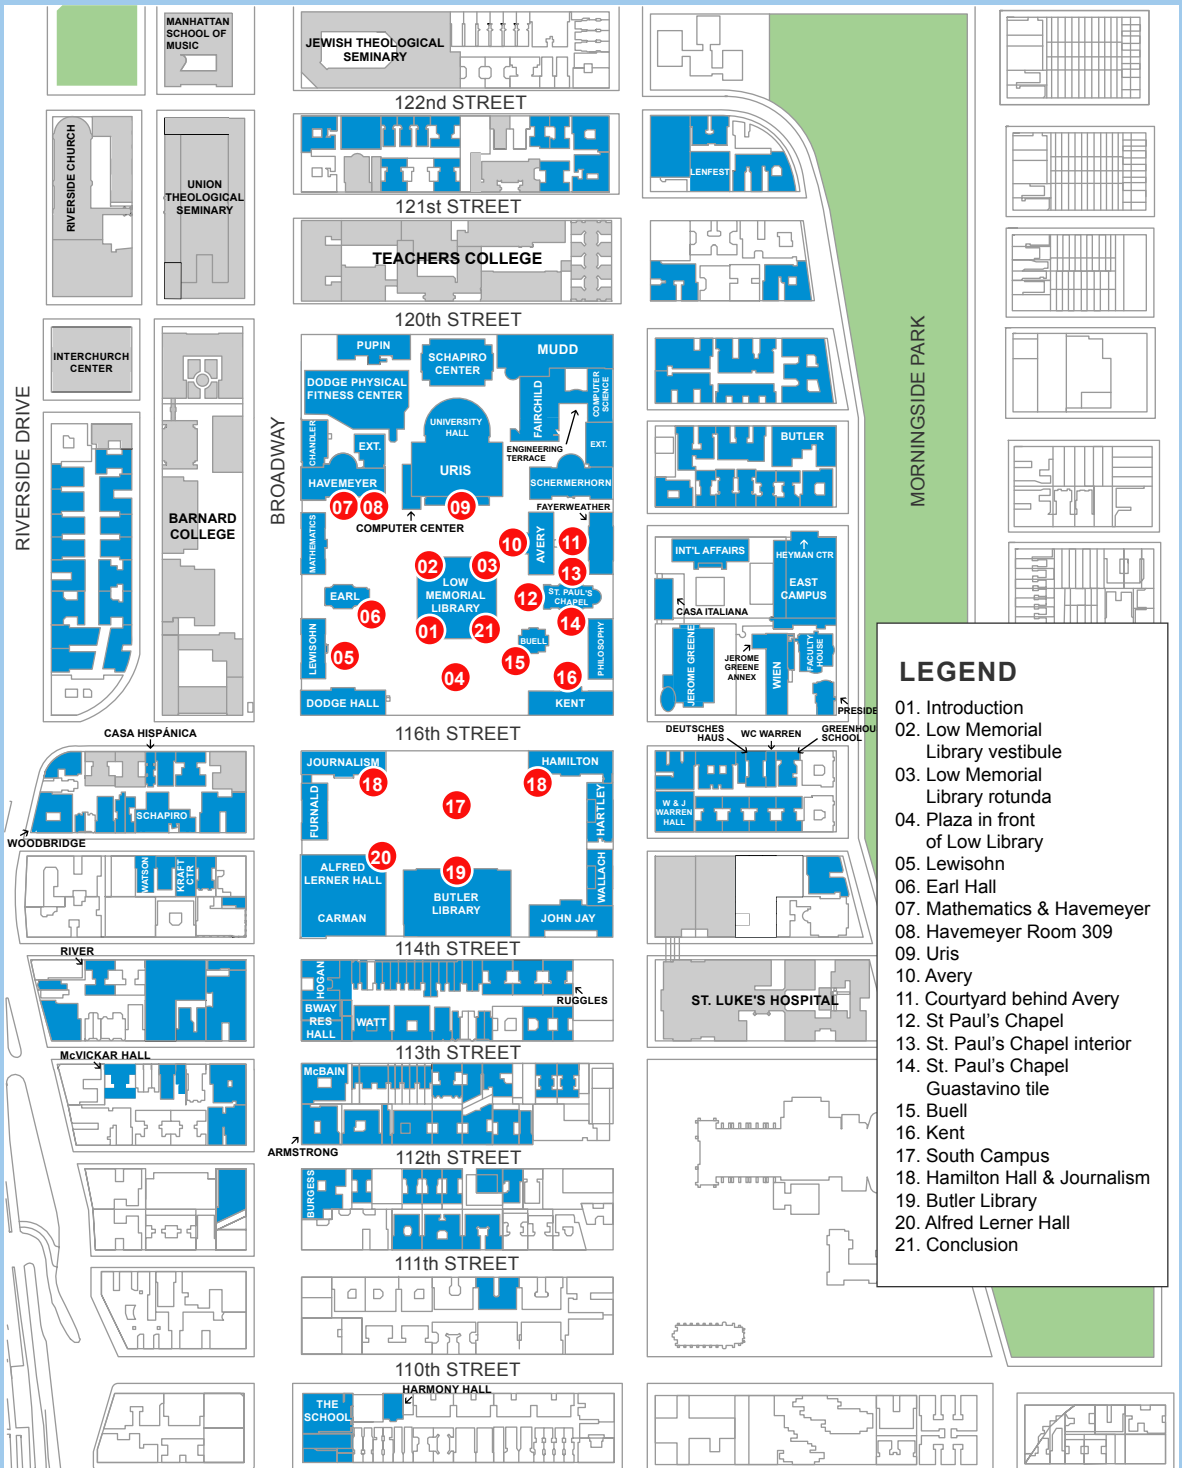 MANHATTAN
SCHOOL OF
MUSIC
JEWISH THEOLOGICAL
SEMINARY
122nd STREET
RIVERSIDE CHURCH
UNION
THEOLOGICAL
SEMINARY
LENFEST
121st STREET
TEACHERS COLLEGE
120th STREET
INTERCHURCH
CENTER
PUPIN
SCHAPIRO
CENTER
MUDD
DODGE PHYSICAL
FITNESS CENTER
FAIRCHILD
COMPUTER
SCIENCE
MORNINGSIDE PARK
RIVERSIDE DRIVE
BROADWAY
UNIVERSITY
HALL
CHANDLER
EXT.
ENGINEERING
TERRACE
EXT.
BUTLER
URIS
HAVEMEYER
SCHERMERHORN
07
08
09
FAYERWEATHER
BARNARD
COLLEGE
COMPUTER CENTER
MATHEMATICS
10
AVERY
11
INT'L AFFAIRS
HEYMAN CTR
EAST
CAMPUS
02
03
13
LOW
MEMORIAL
LIBRARY
EARL
12
ST. PAUL'S
CHAPEL
CASA ITALIANA
06
14
01
21
LEWISOHN
BUELL
PHILOSOPHY
JEROME GREENE
JEROME
GREENE
ANNEX
WIEN
FACULTY
HOUSE
05
15
04
16
DODGE HALL
KENT
PRESIDE
116th STREET
CASA HISPÁNICA
DEUTSCHES
HAUS
WC WARREN
GREENHOU
SCHOOL
JOURNALISM
HAMILTON
18
18
FURNALD
17
HARTLEY
SCHAPIRO
W & J
WARREN
HALL
WOODBRIDGE
20
19
WATSON
KRAFT
CTR
ALFRED
LERNER HALL
WALLACH
BUTLER
LIBRARY
CARMAN
JOHN JAY
114th STREET
RIVER
HOGAN
RUGGLES
ST. LUKE'S HOSPITAL
BWAY
RES
HALL
WATT
113th STREET
McVICKAR HALL
McBAIN
ARMSTRONG
112th STREET
BURGESS
111th STREET
110th STREET
HARMONY HALL
THE
SCHOOL
LEGEND
01. Introduction
02. Low Memorial
Library vestibule
03. Low Memorial
Library rotunda
04. Plaza in front
of Low Library
05. Lewisohn
06. Earl Hall
07. Mathematics & Havemeyer
08. Havemeyer Room 309
09. Uris
10. Avery
11. Courtyard behind Avery
12. St Paul's Chapel
13. St. Paul's Chapel interior
14. St. Paul's Chapel
Guastavino tile
15. Buell
16. Kent
17. South Campus
18. Hamilton Hall & Journalism
19. Butler Library
20. Alfred Lerner Hall
21. Conclusion